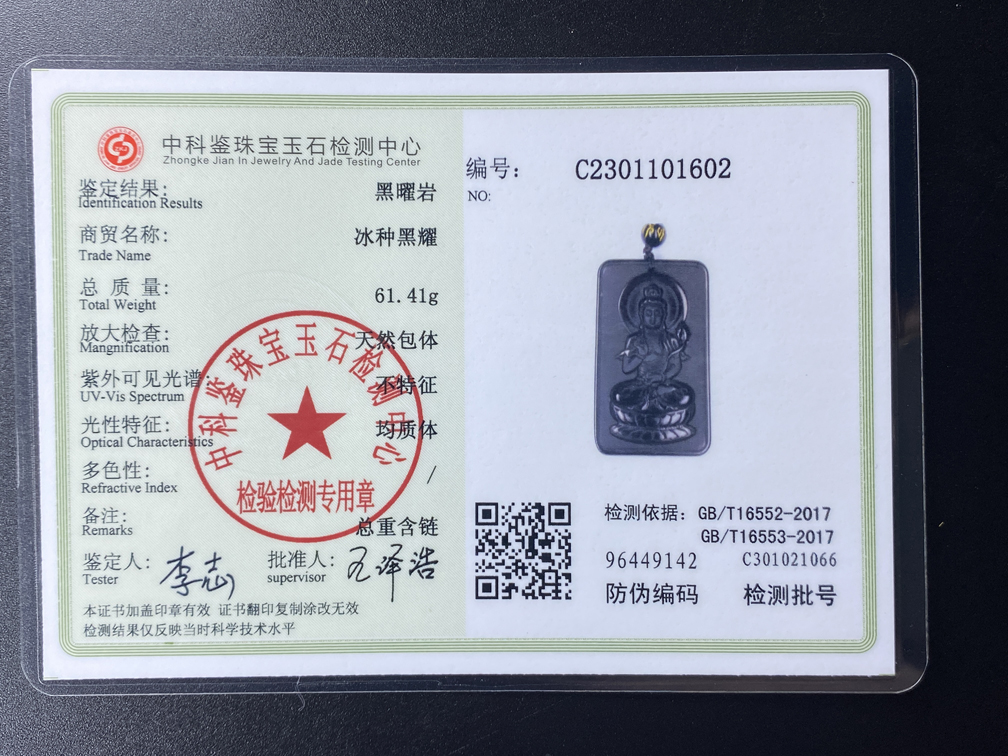 中科鉴珠宝玉石检测中心
Zhongke Jian In Jewelry And Jade Testing Center
鉴定结果： 黑曜岩
Identification Results
商贸名称： 冰种黑耀
Trade Name
总 质 量： 61.41g
Total Weight
放大检查： 天然包体
Mangnification
紫外可见光谱： 不特征
UV-Vis Spectrum
光性特征： 均质体
Optical Characteristics
多色性： /
Refractive Index
备注： 总重含链
Remarks
鉴定人： 李志
Tester
批准人： 王泽浩
supervisor
本证书加盖印章有效 证书翻印复制涂改无效
检测结果仅反映当时科学技术水平
中科鉴珠宝玉石检测中心
检验检测专用章
编号： C2301101602
NO:
检测依据：GB/T16552-2017
GB/T16553-2017
96449142 C301021066
防伪编码 检测批号